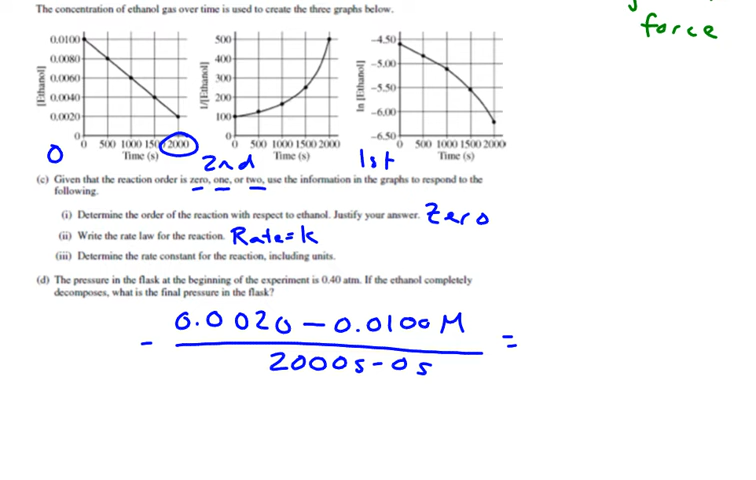 force
The concentration of ethanol gas over time is used to create the three graphs below.
0.0100 0.0080 0.0060 0.0040 0.0020 0
[Ethanol]
0 500 1000 1500 2000
Time (s)
500 400 300 200 100 0
1/[Ethanol]
0 500 1000 1500 2000
Time (s)
-4.50 -5.00 -5.50 -6.00 -6.50
ln [Ethanol]
0 500 1000 1500 2000
Time (s)
0 2nd 1st
(c) Given that the reaction order is zero, one, or two, use the information in the graphs to respond to the
following.
(i) Determine the order of the reaction with respect to ethanol. Justify your answer. Zero
(ii) Write the rate law for the reaction. Rate=k
(iii) Determine the rate constant for the reaction, including units.
(d) The pressure in the flask at the beginning of the experiment is 0.40 atm. If the ethanol completely
decomposes, what is the final pressure in the flask?
0.0020 - 0.0100 M
- =
2000s - 0s